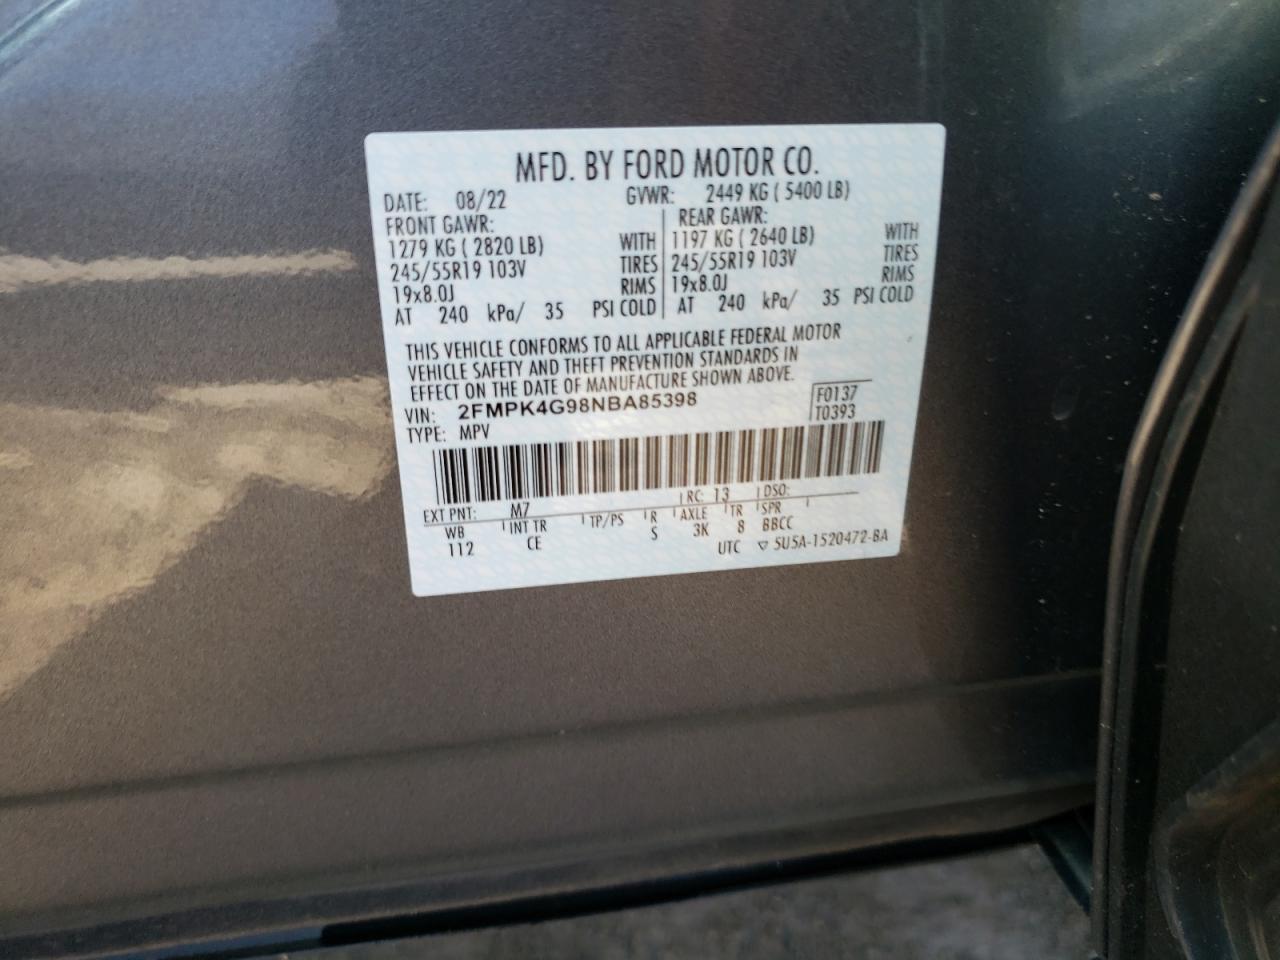 MFD. BY FORD MOTOR CO.
DATE: 08/22 GVWR: 2449 KG ( 5400 LB)
FRONT GAWR: REAR GAWR:
1279 KG ( 2820 LB) WITH 1197 KG ( 2640 LB) WITH
245/55R19 103V TIRES 245/55R19 103V TIRES
19x8.0J RIMS 19x8.0J RIMS
AT 240 kPa/ 35 PSI COLD AT 240 kPa/ 35 PSI COLD
THIS VEHICLE CONFORMS TO ALL APPLICABLE FEDERAL MOTOR
VEHICLE SAFETY AND THEFT PREVENTION STANDARDS IN
EFFECT ON THE DATE OF MANUFACTURE SHOWN ABOVE.
VIN: 2FMPK4G98NBA85398 F0137
TYPE: MPV T0393
EXT PNT: M7 RC: 13 DSO:
WB INT TR TP/PS R AXLE TR SPR
112 CE S 3K 8 BBCC
UTC ▽ 5U5A-1520472-BA